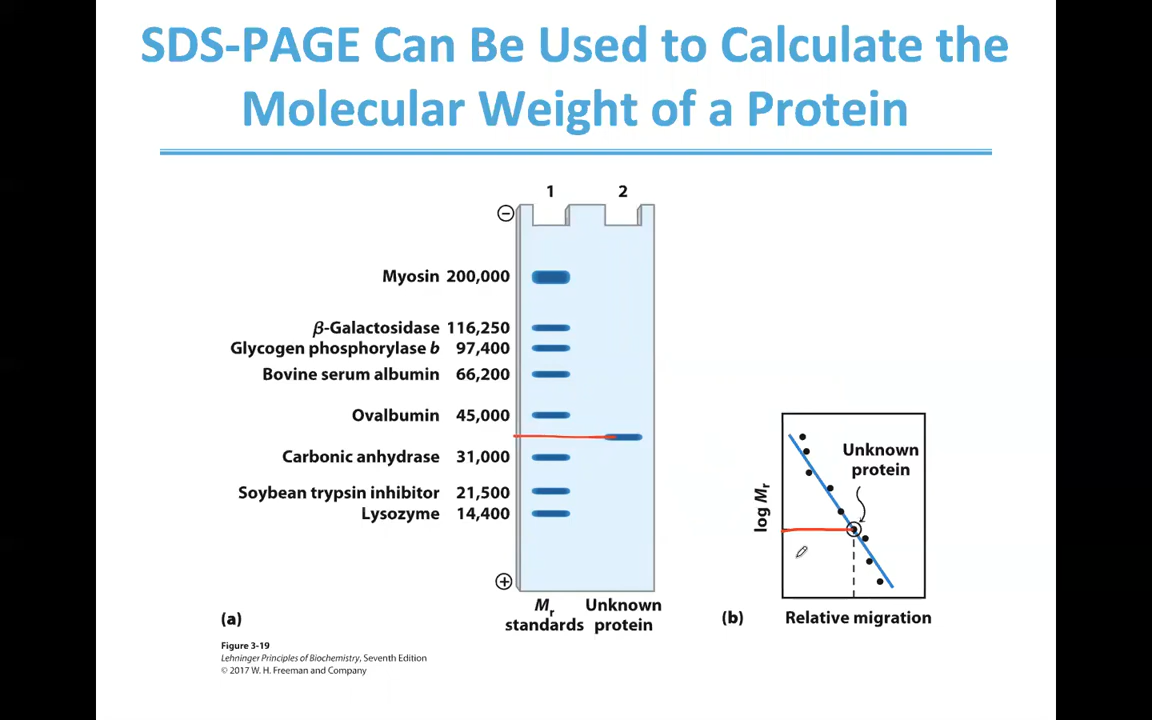 SDS-PAGE Can Be Used to Calculate the
Molecular Weight of a Protein
1 2
−
Myosin 200,000
β-Galactosidase 116,250
Glycogen phosphorylase b 97,400
Bovine serum albumin 66,200
Ovalbumin 45,000
Carbonic anhydrase 31,000
Soybean trypsin inhibitor 21,500
Lysozyme 14,400
+
Mr Unknown
standards protein
(a)
Unknown
protein
log Mr
Relative migration
(b)
Figure 3-19
Lehninger Principles of Biochemistry, Seventh Edition
© 2017 W. H. Freeman and Company